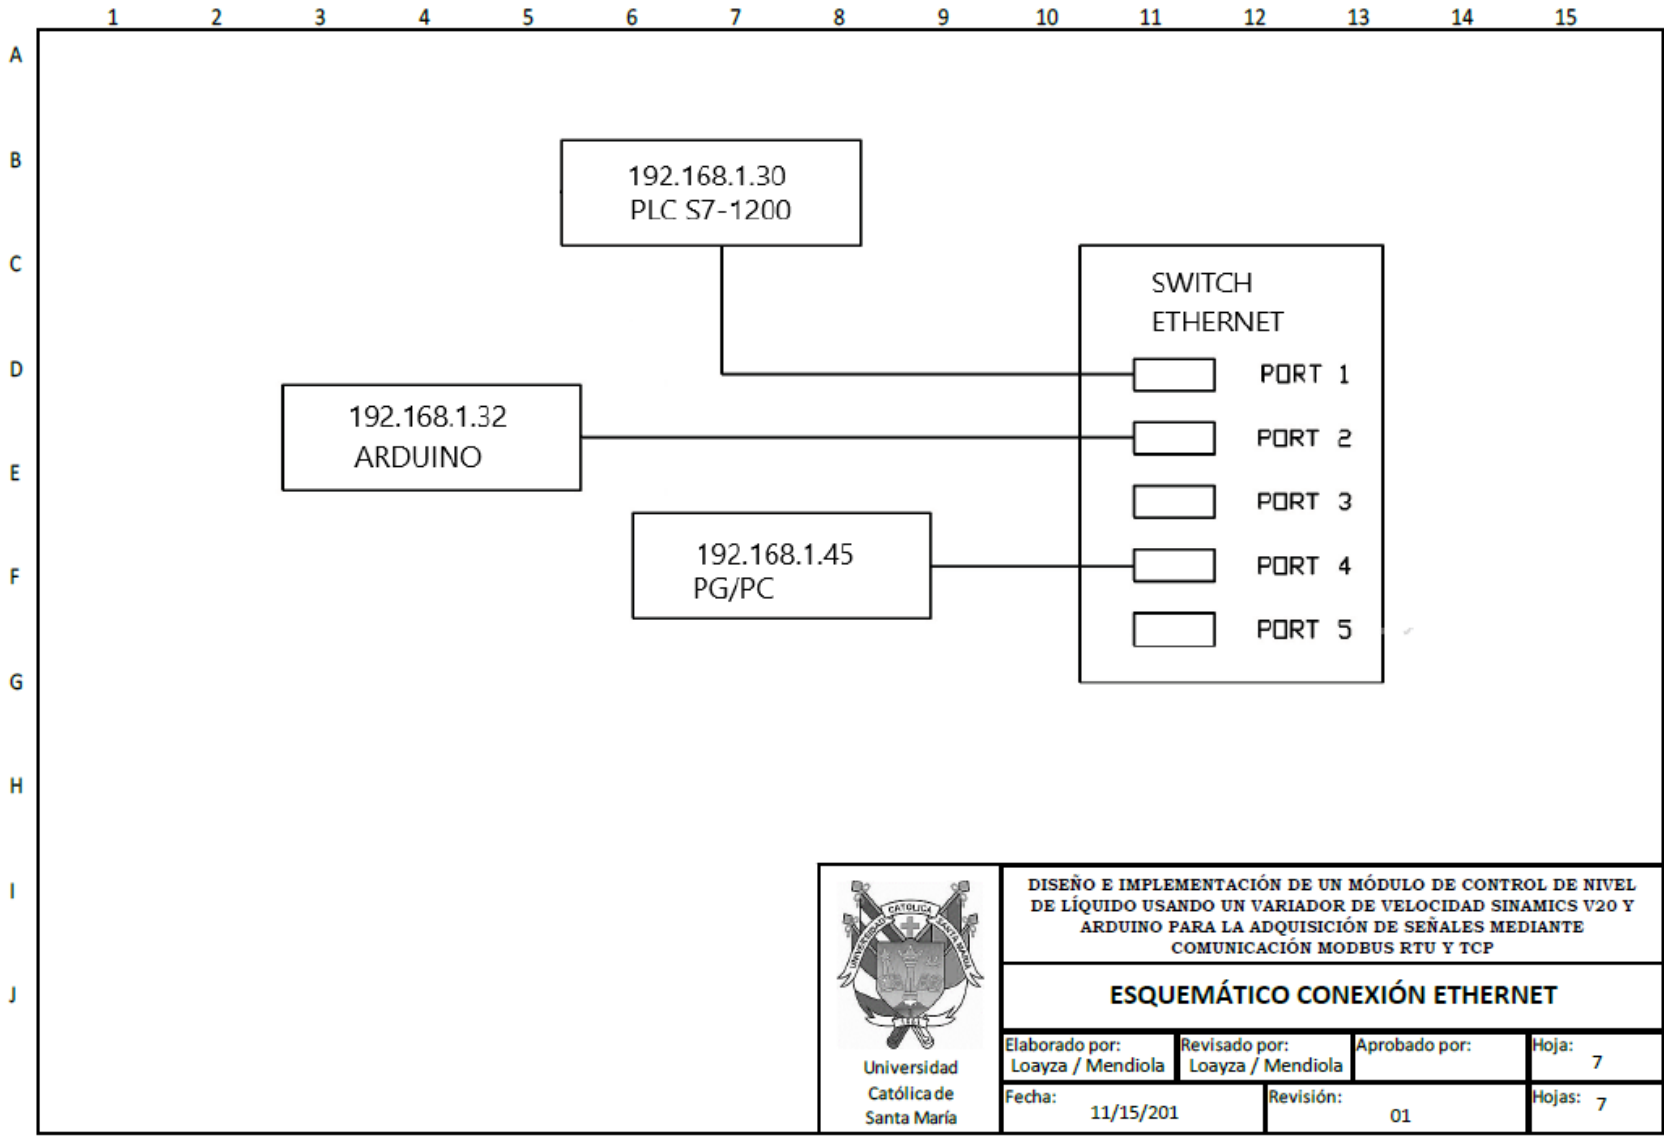 1 2 3 4 5 6 7 8 9 10 11 12 13 14 15
A
B
C
D
E
F
G
H
I
J
192.168.1.30
PLC S7-1200
SWITCH
ETHERNET
PORT 1
PORT 2
PORT 3
PORT 4
PORT 5
192.168.1.32
ARDUINO
192.168.1.45
PG/PC
UNIVERSIDAD CATOLICA SANTA MARIA
1961
Universidad
Católica de
Santa María
DISEÑO E IMPLEMENTACIÓN DE UN MÓDULO DE CONTROL DE NIVEL
DE LÍQUIDO USANDO UN VARIADOR DE VELOCIDAD SINAMICS V20 Y
ARDUINO PARA LA ADQUISICIÓN DE SEÑALES MEDIANTE
COMUNICACIÓN MODBUS RTU Y TCP
ESQUEMÁTICO CONEXIÓN ETHERNET
Elaborado por:
Loayza / Mendiola
Revisado por:
Loayza / Mendiola
Aprobado por:
Hoja:
7
Fecha:
11/15/201
Revisión:
01
Hojas: 7